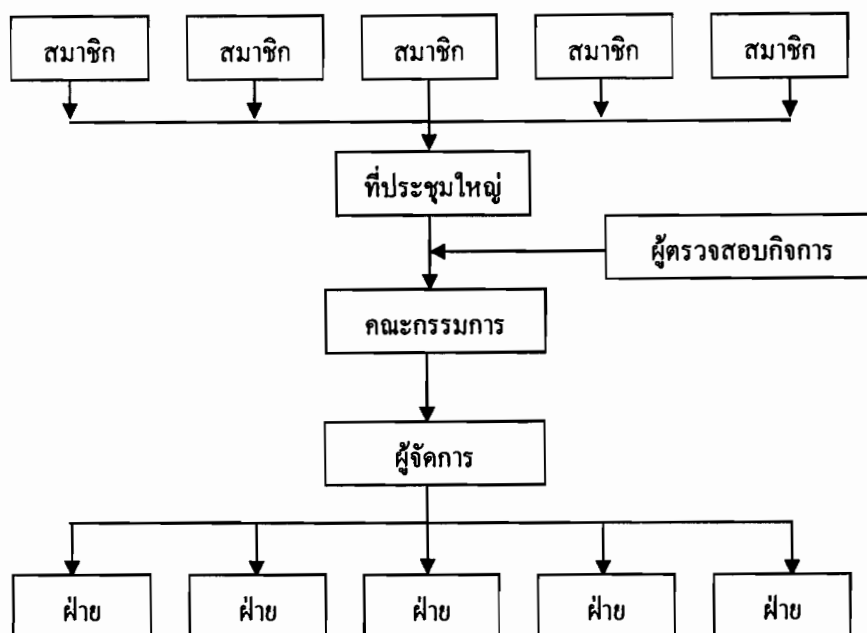 สมาชิก สมาชิก สมาชิก สมาชิก สมาชิก
ที่ประชุมใหญ่
ผู้ตรวจสอบกิจการ
คณะกรรมการ
ผู้จัดการ
ฝ่าย ฝ่าย ฝ่าย ฝ่าย ฝ่าย